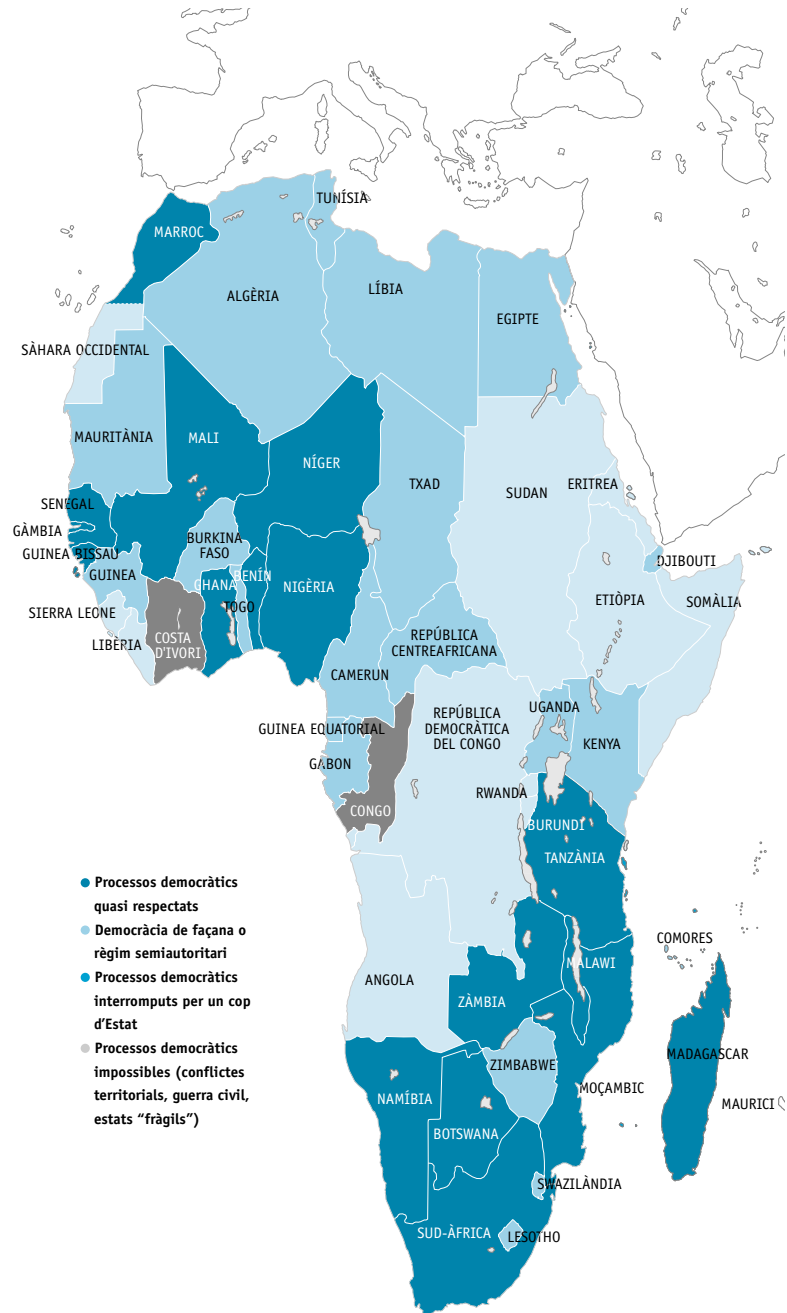 TUNÍSIA
MARROC
ALGÈRIA
LÍBIA
EGIPTE
SÀHARA OCCIDENTAL
MAURITÀNIA
MALI
NÍGER
TXAD
SUDAN
ERITREA
SENEGAL
GÀMBIA
GUINEA BISSAU
BURKINA
FASO
DJIBOUTI
GUINEA
GHANA
BENÍN
NIGÈRIA
ETIÒPIA
SOMÀLIA
SIERRA LEONE
TOGO
LIBÈRIA
COSTA
D'IVORI
REPÚBLICA
CENTREAFRICANA
CAMERUN
UGANDA
REPÚBLICA
DEMOCRÀTICA
DEL CONGO
GUINEA EQUATORIAL
KENYA
GABON
RWANDA
CONGO
BURUNDI
TANZÀNIA
Processos democràtics
quasi respectats
Democràcia de façana o
règim semiautoritari
Processos democràtics
interromputs per un cop
d’Estat
Processos democràtics
impossibles (conflictes
territorials, guerra civil,
estats “fràgils”)
COMORES
MALAWI
ANGOLA
ZÀMBIA
MADAGASCAR
ZIMBABWE
MOÇAMBIC
NAMÍBIA
MAURICI
BOTSWANA
SWAZILÀNDIA
SUD-ÀFRICA
LESOTHO